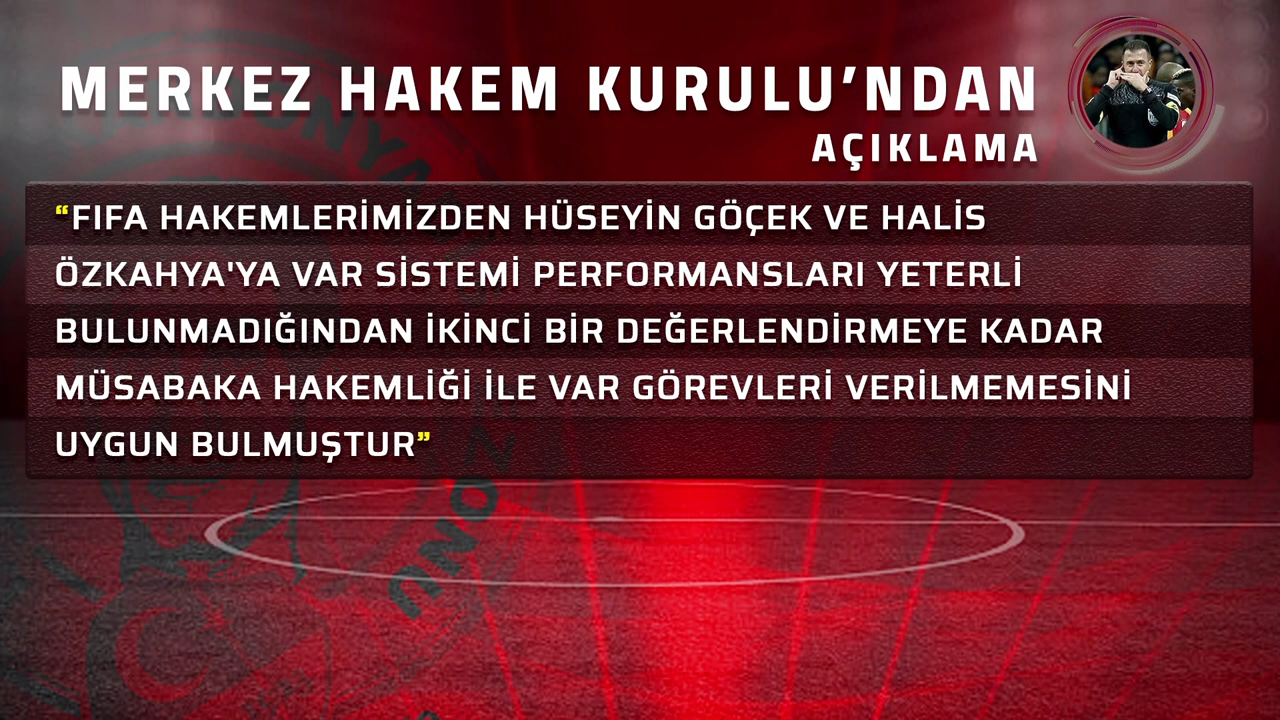 MERKEZ HAKEM KURULU’NDAN
AÇIKLAMA
“FIFA HAKEMLERİMİZDEN HÜSEYİN GÖÇEK VE HALİS
ÖZKAHYA'YA VAR SİSTEMİ PERFORMANSLARI YETERLİ
BULUNMADIĞINDAN İKİNCİ BİR DEĞERLENDİRMEYE KADAR
MÜSABAKA HAKEMLİĞİ İLE VAR GÖREVLERİ VERİLMEMESİNİ
UYGUN BULMUŞTUR”